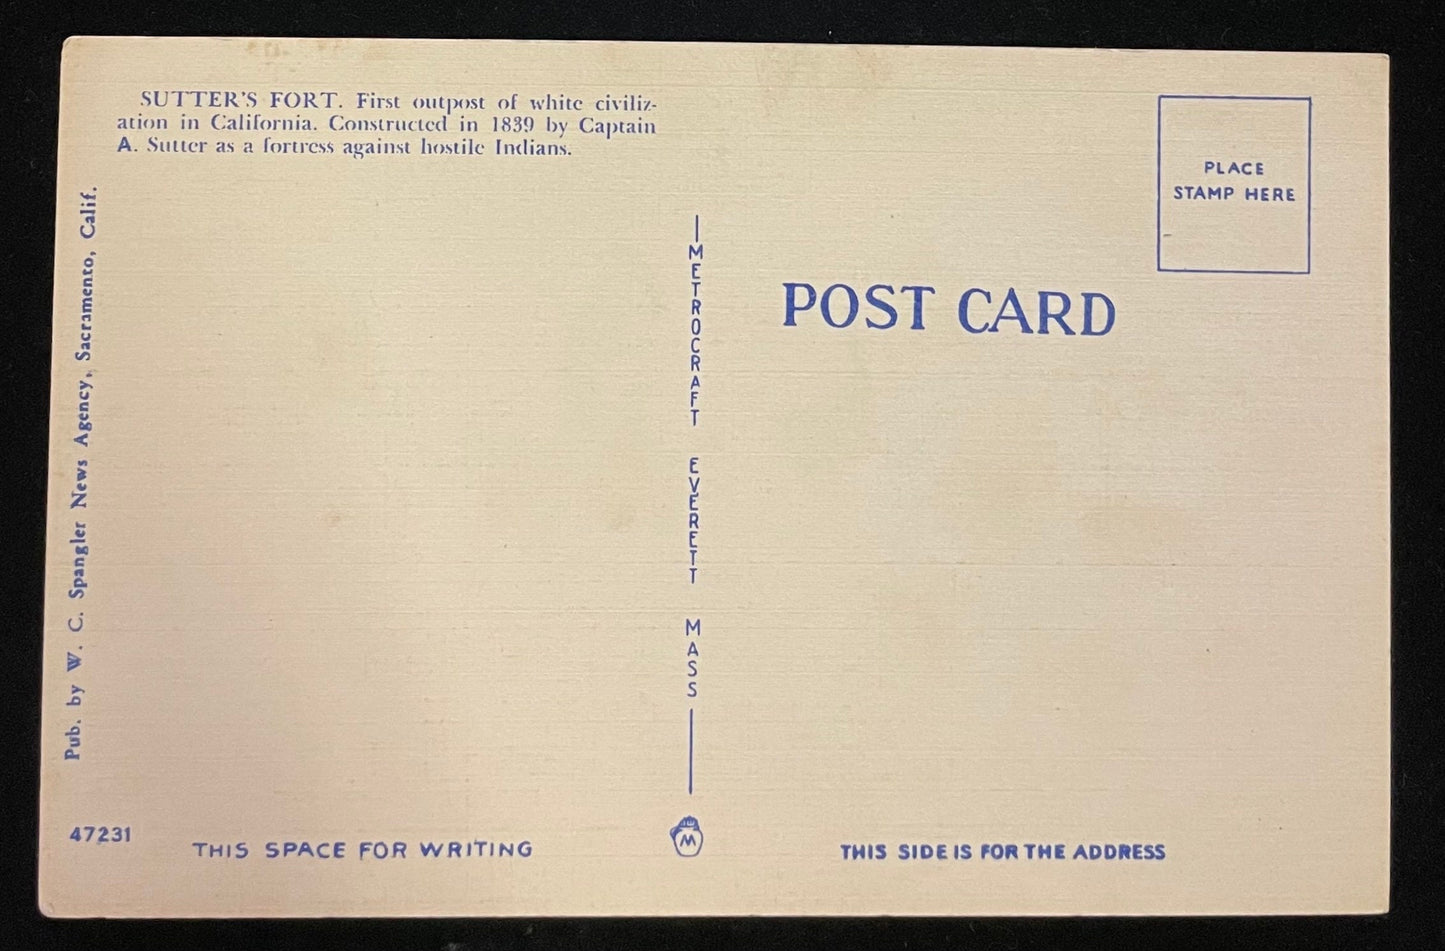 SUTTER'S FORT. First outpost of white civiliz-
ation in California. Constructed in 1839 by Captain
A. Sutter as a fortress against hostile Indians.
Pub. by W. C. Spangler News Agency, Sacramento, Calif.
METROCRAFT EVERETT MASS
PLACE
STAMP HERE
POST CARD
47231
THIS SPACE FOR WRITING
M
THIS SIDE IS FOR THE ADDRESS